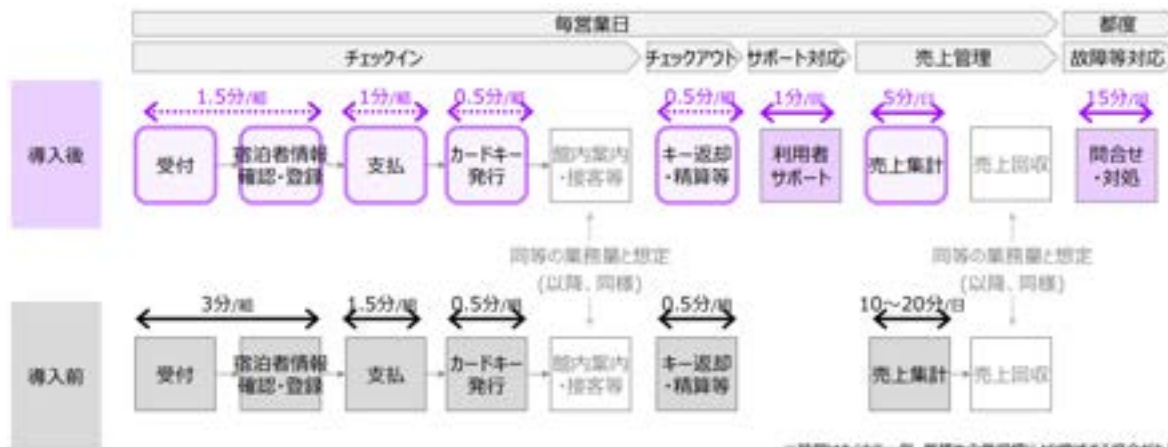 毎営業日
都度
チェックイン
チェックアウト
サポート対応
売上管理
故障等対応
1.5分/組
1分/組
0.5分/組
0.5分/組
1分/回
5分/日
15分/回
導入後
受付
宿泊者情報
確認・登録
支払
カードキー
発行
館内案内
・接客等
キー返却
・精算等
利用者
サポート
売上集計
売上回収
問合せ
・対処
同等の業務量と想定
(以降、同様)
同等の業務量と想定
3分/組
1.5分/組
0.5分/組
0.5分/組
10～20分/日
導入前
受付
宿泊者情報
確認・登録
支払
カードキー
発行
館内案内
・接客等
キー返却
・精算等
売上集計
売上回収